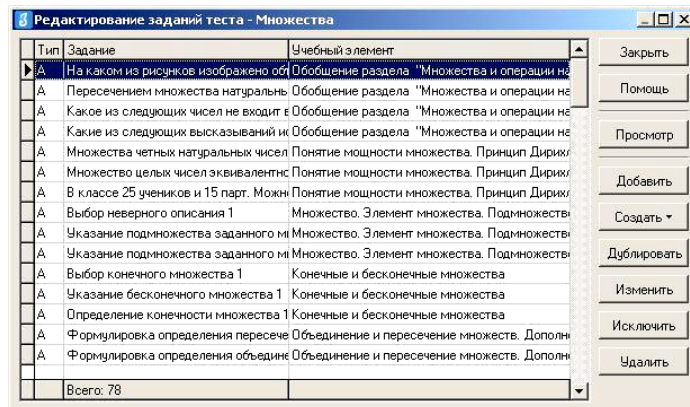 Редактирование заданий теста - Множества
Тип Задание Учебный элемент
А На каком из рисунков изображено об Обобщение раздела "Множества и операции на
А Пересечением множества натуральн Обобщение раздела "Множества и операции на
А Какое из следующих чисел не входит в Обобщение раздела "Множества и операции на
А Какие из следующих высказываний ис Обобщение раздела "Множества и операции на
А Множества четных натуральных чисел Понятие мощности множества. Принцип Дирихл
А Множество целых чисел эквивалентно Понятие мощности множества. Принцип Дирихл
А В классе 25 учеников и 15 парт. Можн Понятие мощности множества. Принцип Дирихл
А Выбор неверного описания 1 Множество. Элемент множества. Подмножеств
А Указание подмножества заданного м Множество. Элемент множества. Подмножеств
А Указание подмножества заданного м Множество. Элемент множества. Подмножеств
А Выбор конечного множества 1 Конечные и бесконечные множества
А Указание бесконечного множества 1 Конечные и бесконечные множества
А Определение конечности множества 1 Конечные и бесконечные множества
А Формулировка определения пересече Объединение и пересечение множеств. Дополн
А Формулировка определения объедине Объединение и пересечение множеств. Дополн
Всего: 78
Закрыть
Помощь
Просмотр
Добавить
Создать
Дублировать
Изменить
Исключить
Удалить